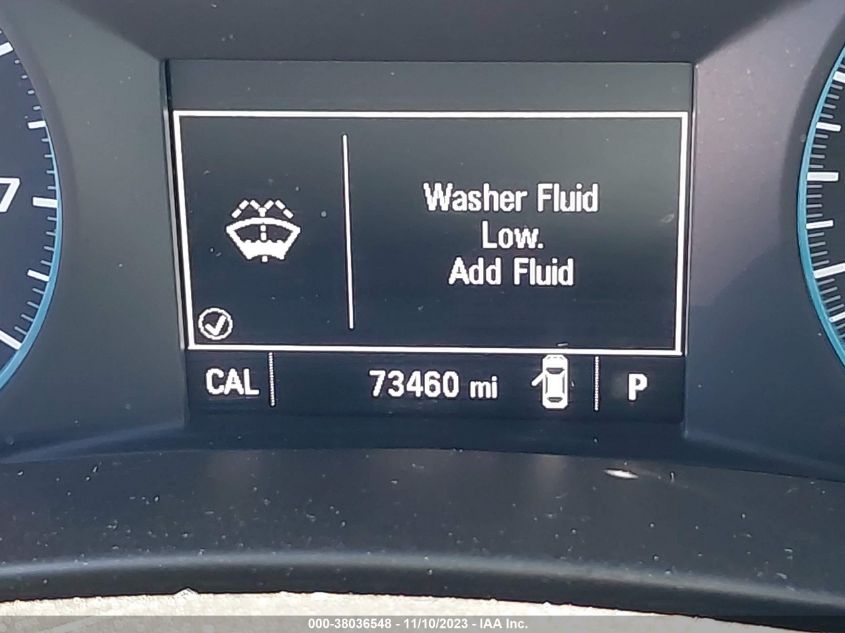 7
Washer Fluid
Low.
Add Fluid
CAL 73460 mi P
000-38036548 - 11/10/2023 - IAA Inc.